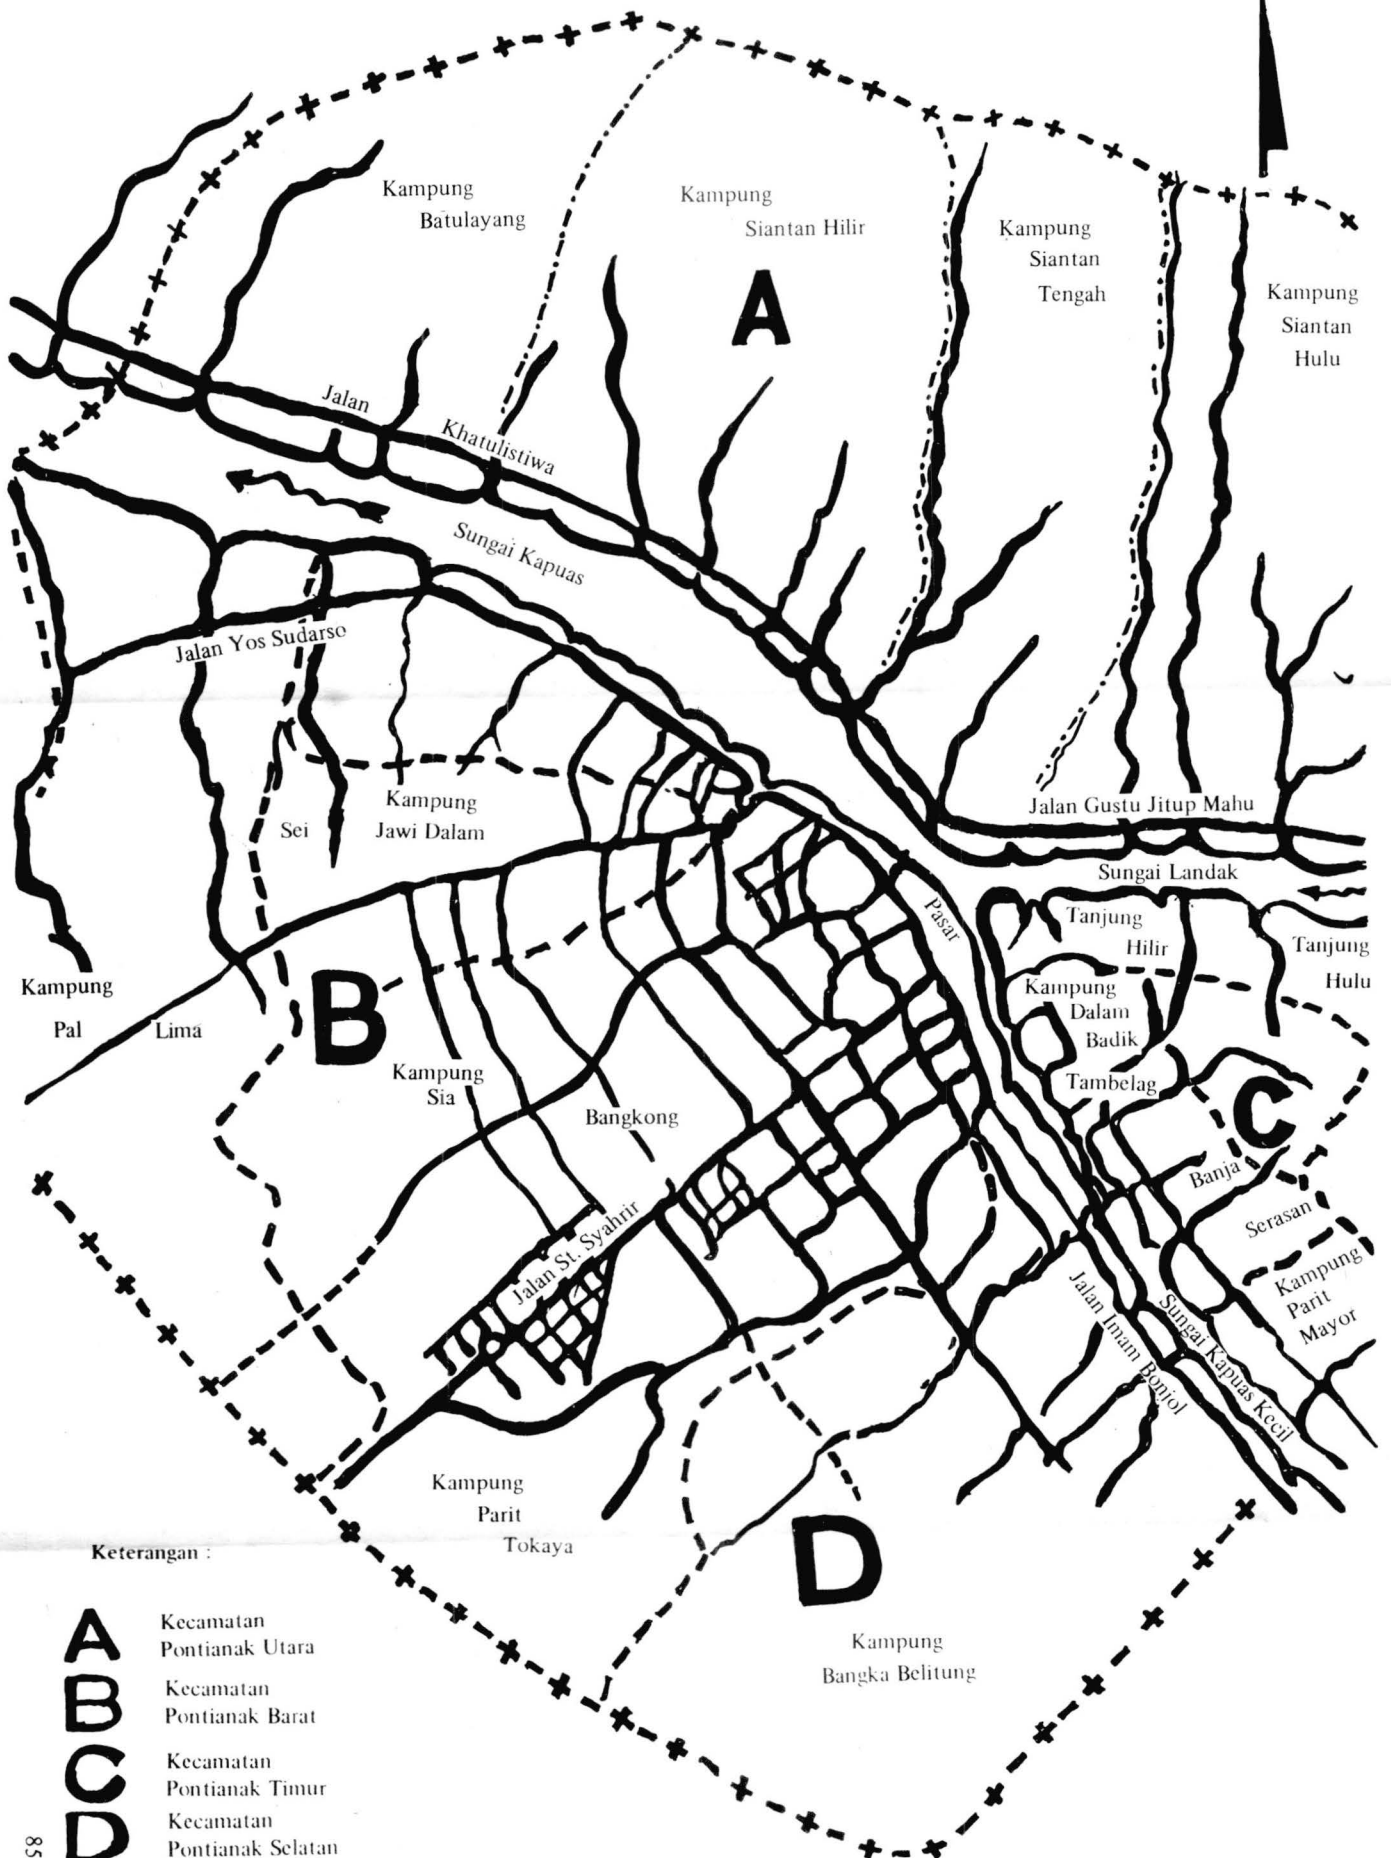 Kampung
Batulayang
Kampung
Siantan Hilir
Kampung
Siantan
Tengah
Kampung
Siantan
Hulu
A
Jalan
Khatulistiwa
Sungai Kapuas
Jalan Yos Sudarso
Kampung
Jawi Dalam
Sei
Jalan Gustu Jitup Mahu
Sungai Landak
Pasar
Tanjung
Hilir
Tanjung
Hulu
Kampung
Dalam
Badik
Tambelag
Kampung
Pal
Lima
B
Kampung
Sia
Bangkong
C
Banja
Serasan
Kampung
Parit
Mayor
Jalan St. Syahrir
Jalan Imam Bonjol
Sungai Kapuas Kecil
Kampung
Parit
Tokaya
D
Kampung
Bangka Belitung
Keterangan :
A Kecamatan
Pontianak Utara
B Kecamatan
Pontianak Barat
C Kecamatan
Pontianak Timur
D Kecamatan
Pontianak Selatan
85